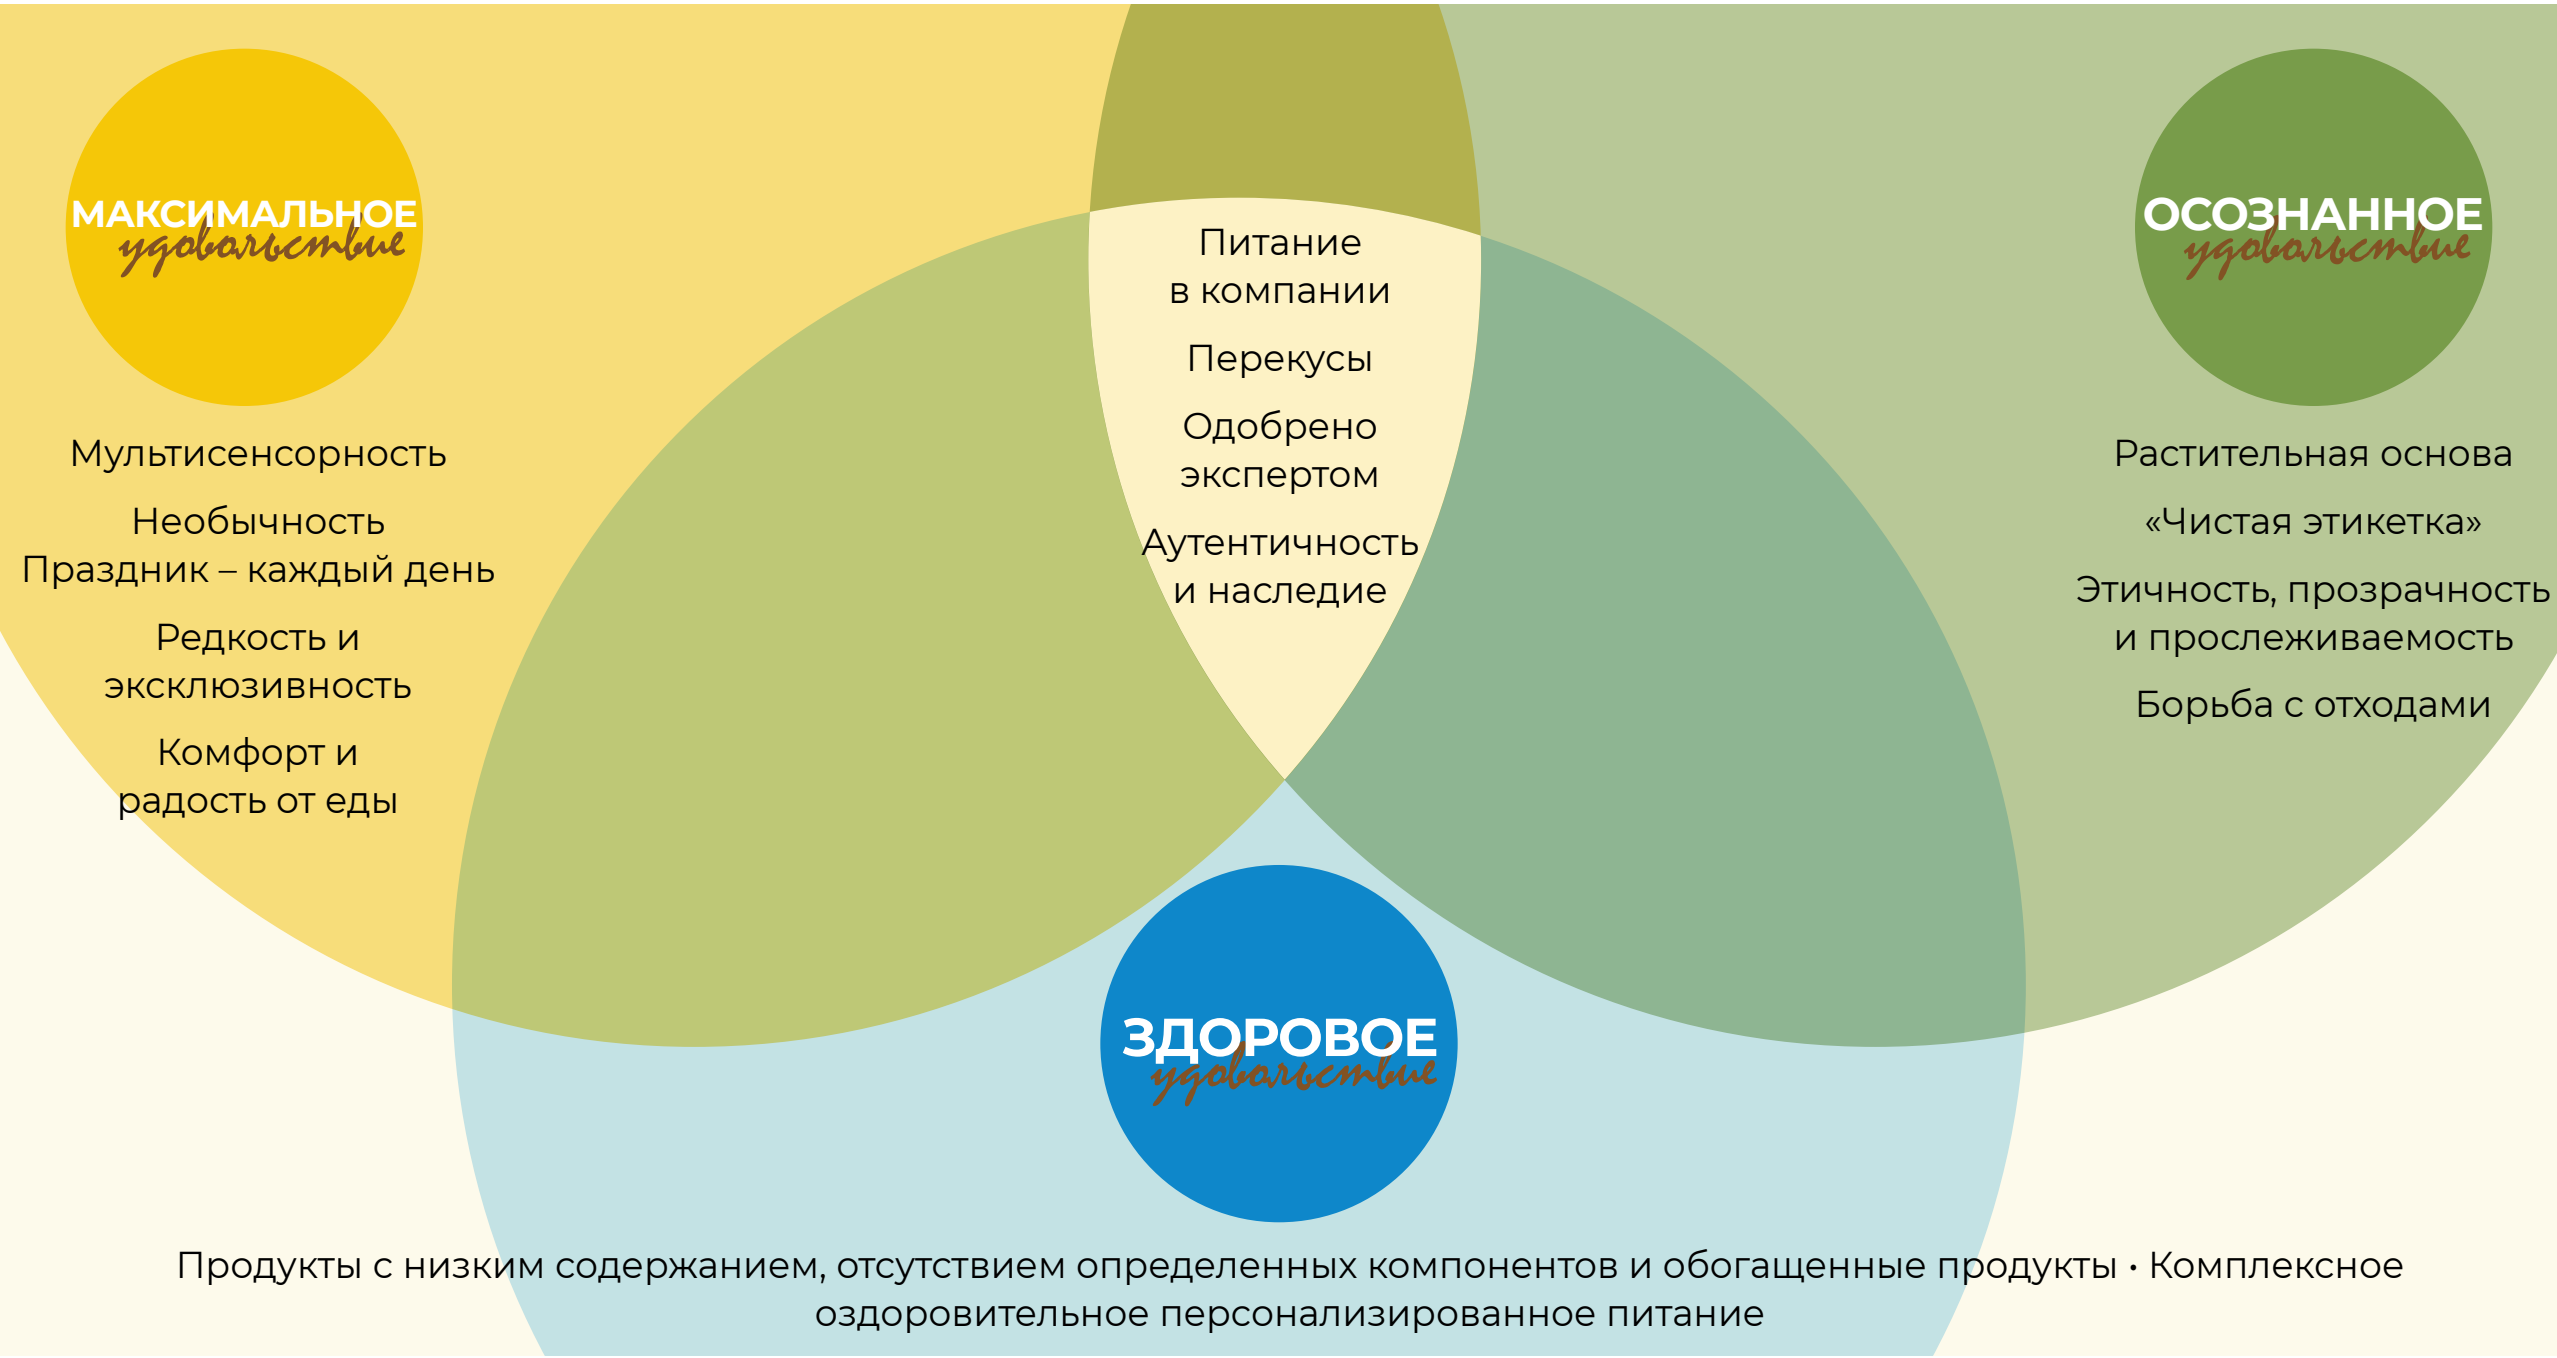 МАКСИМАЛЬНОЕ
удовольствие
Мультисенсорность
Необычность
Праздник – каждый день
Редкость и
эксклюзивность
Комфорт и
радость от еды
Питание
в компании
Перекусы
Одобрено
экспертом
Аутентичность
и наследие
ОСОЗНАННОЕ
удовольствие
Растительная основа
«Чистая этикетка»
Этичность, прозрачность
и прослеживаемость
Борьба с отходами
ЗДОРОВОЕ
удовольствие
Продукты с низким содержанием, отсутствием определенных компонентов и обогащенные продукты • Комплексное
оздоровительное персонализированное питание